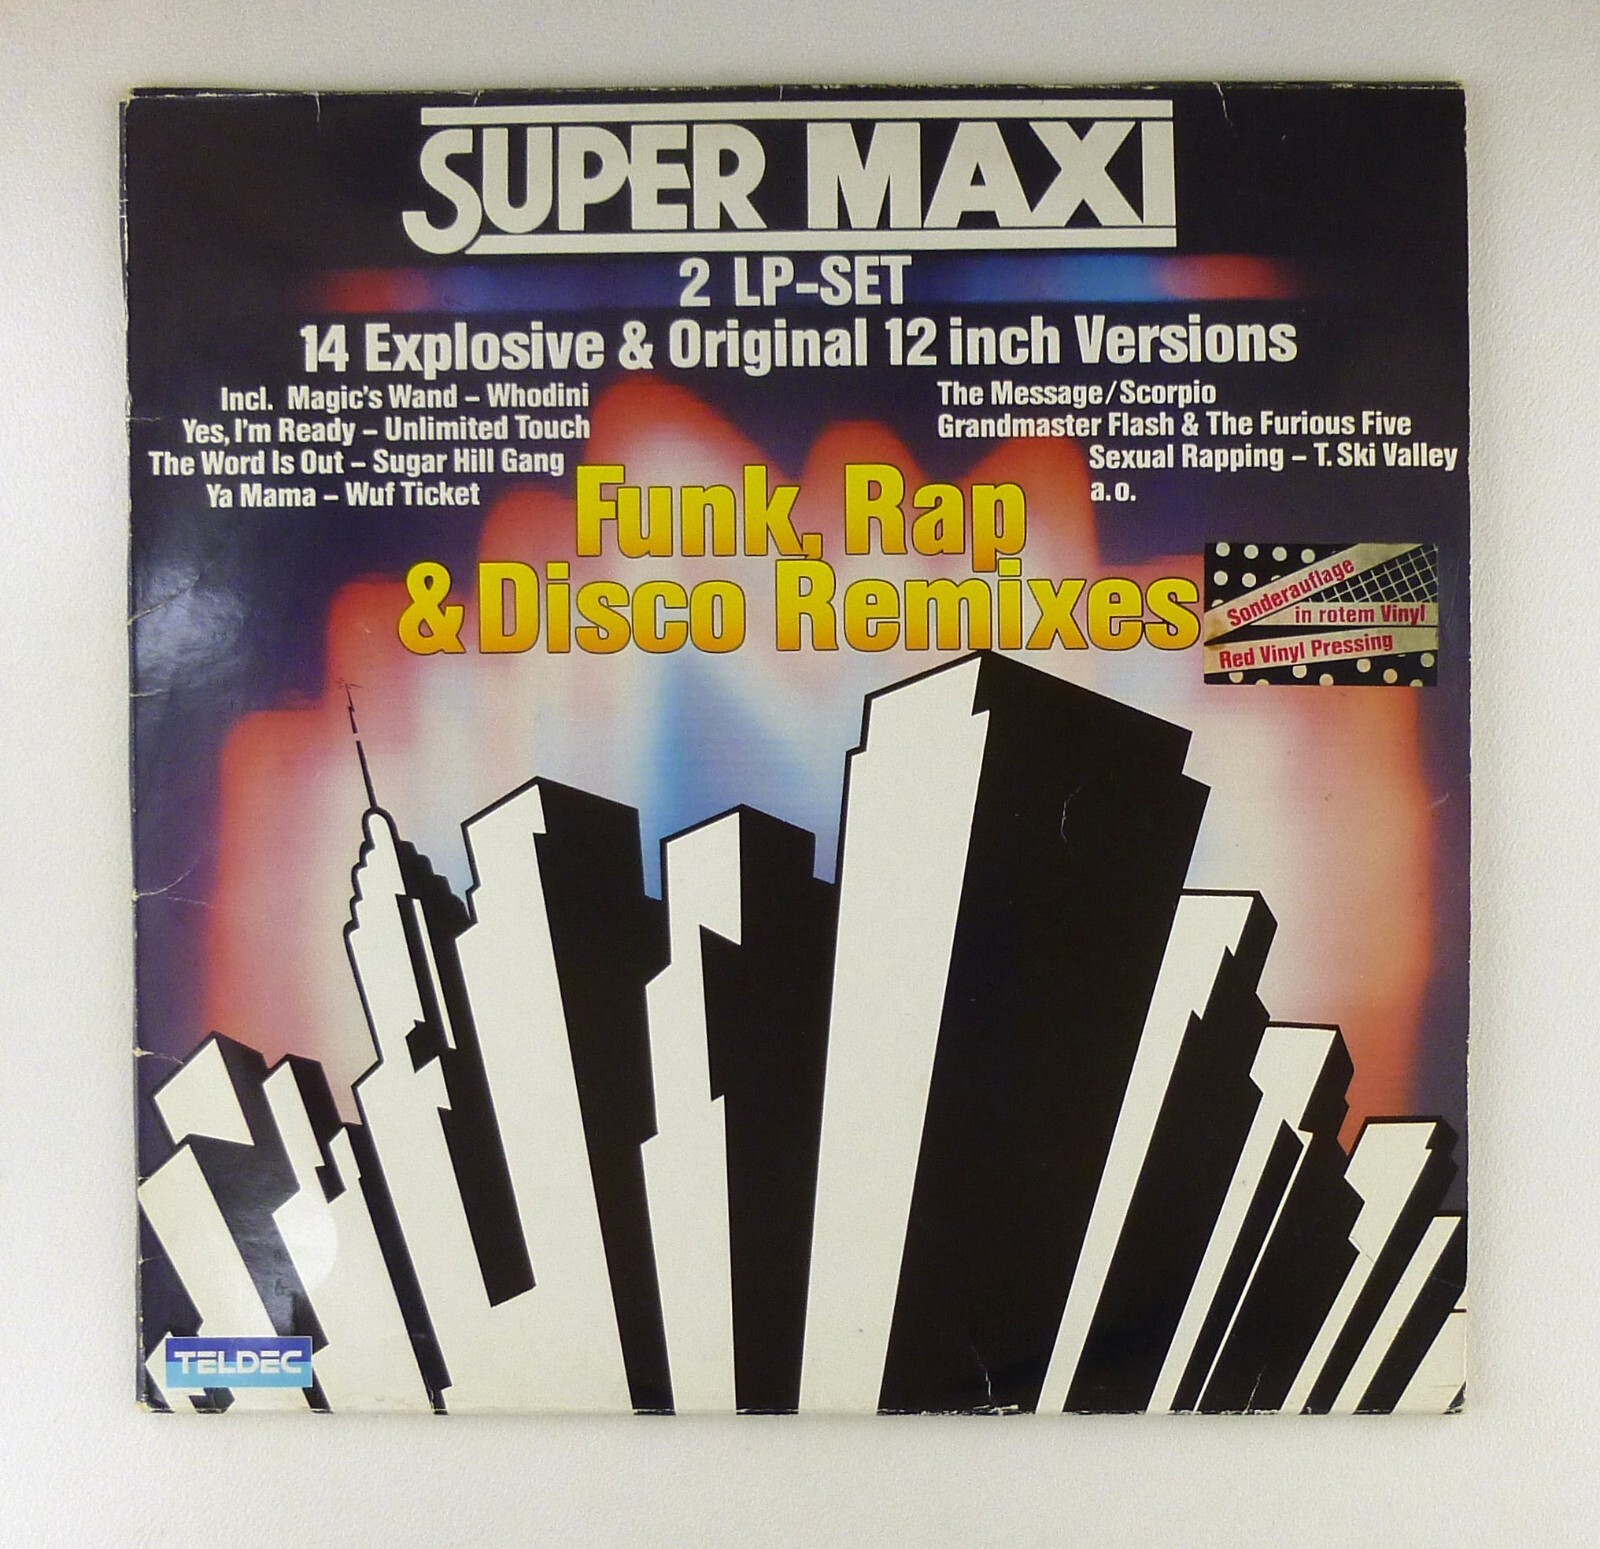 SUPER MAXI
2 LP-SET
14 Explosive & Original 12 inch Versions
Incl. Magic's Wand – Whodini
Yes, I'm Ready – Unlimited Touch
The Word Is Out – Sugar Hill Gang
Ya Mama – Wuf Ticket
The Message/Scorpio
Grandmaster Flash & The Furious Five
Sexual Rapping – T. Ski Valley
a.o.
Funk, Rap
& Disco Remixes
Sonderauflage
in rotem Vinyl
Red Vinyl Pressing
TELDEC